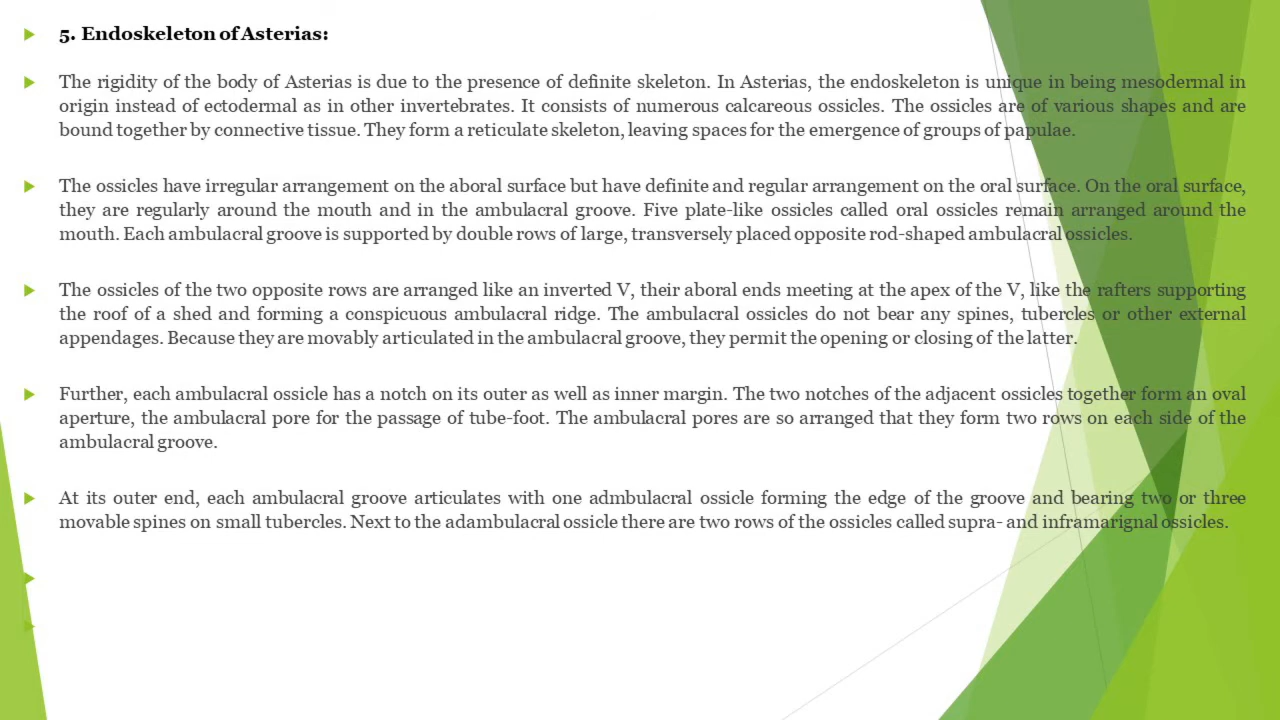 5. Endoskeleton of Asterias:
The rigidity of the body of Asterias is due to the presence of definite skeleton. In Asterias, the endoskeleton is unique in being mesodermal in
origin instead of ectodermal as in other invertebrates. It consists of numerous calcareous ossicles. The ossicles are of various shapes and are
bound together by connective tissue. They form a reticulate skeleton, leaving spaces for the emergence of groups of papulae.
The ossicles have irregular arrangement on the aboral surface but have definite and regular arrangement on the oral surface. On the oral surface,
they are regularly around the mouth and in the ambulacral groove. Five plate-like ossicles called oral ossicles remain arranged around the
mouth. Each ambulacral groove is supported by double rows of large, transversely placed opposite rod-shaped ambulacral ossicles.
The ossicles of the two opposite rows are arranged like an inverted V, their aboral ends meeting at the apex of the V, like the rafters supporting
the roof of a shed and forming a conspicuous ambulacral ridge. The ambulacral ossicles do not bear any spines, tubercles or other external
appendages. Because they are movably articulated in the ambulacral groove, they permit the opening or closing of the latter.
Further, each ambulacral ossicle has a notch on its outer as well as inner margin. The two notches of the adjacent ossicles together form an oval
aperture, the ambulacral pore for the passage of tube-foot. The ambulacral pores are so arranged that they form two rows on each side of the
ambulacral groove.
At its outer end, each ambulacral groove articulates with one admbulacral ossicle forming the edge of the groove and bearing two or three
movable spines on small tubercles. Next to the adambulacral ossicle there are two rows of the ossicles called supra- and inframarignal ossicles.